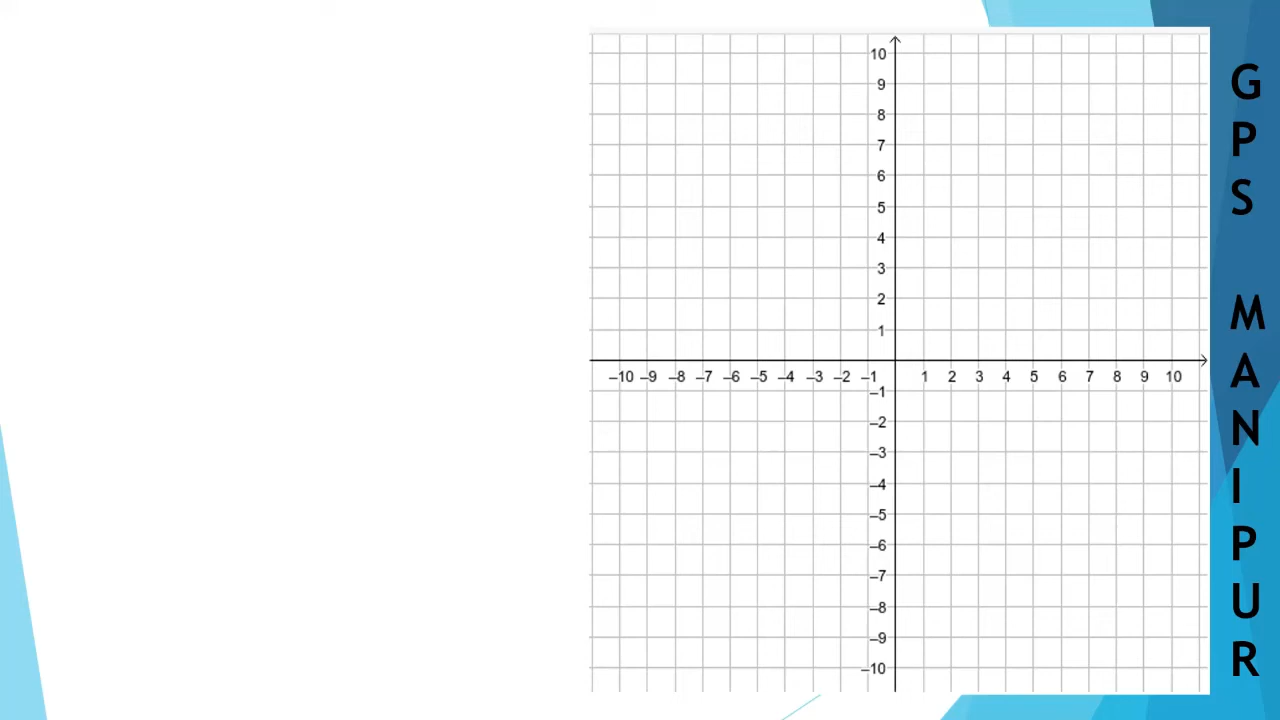 10
9
8
7
6
5
4
3
2
1
–10 –9 –8 –7 –6 –5 –4 –3 –2 –1 1 2 3 4 5 6 7 8 9 10
–1
–2
–3
–4
–5
–6
–7
–8
–9
–10
G
P
S
M
A
N
I
P
U
R